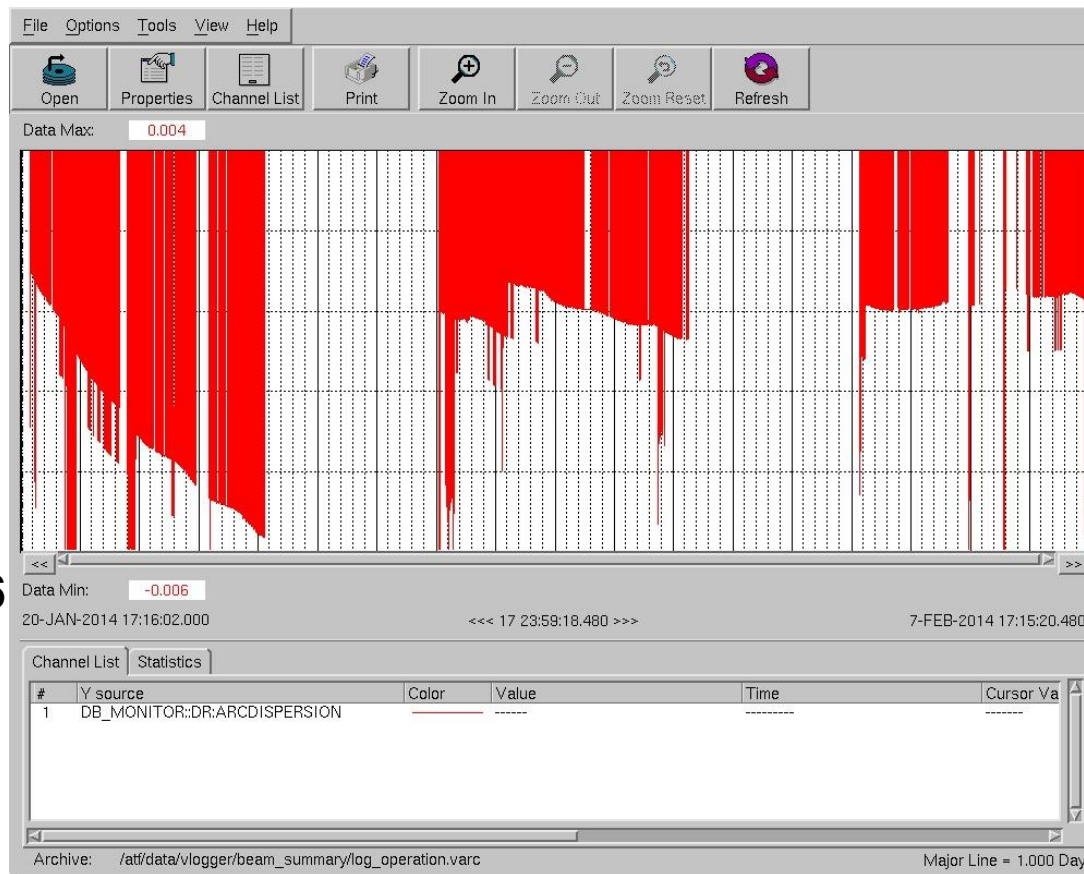 File Options Tools View Help
Open Properties Channel List Print Zoom In Zoom Out Zoom Reset Refresh
Data Max: 0.004
<< >>
6
Data Min: -0.006
20-JAN-2014 17:16:02.000 <<< 17 23:59:18.480 >>> 7-FEB-2014 17:15:20.480
Channel List Statistics
# Y source Color Value Time Cursor Va
1 DB_MONITOR::DR:ARCDISPERSION ------ --------- -------
Archive: /atf/data/vlogger/beam_summary/log_operation.varc Major Line = 1.000 Day